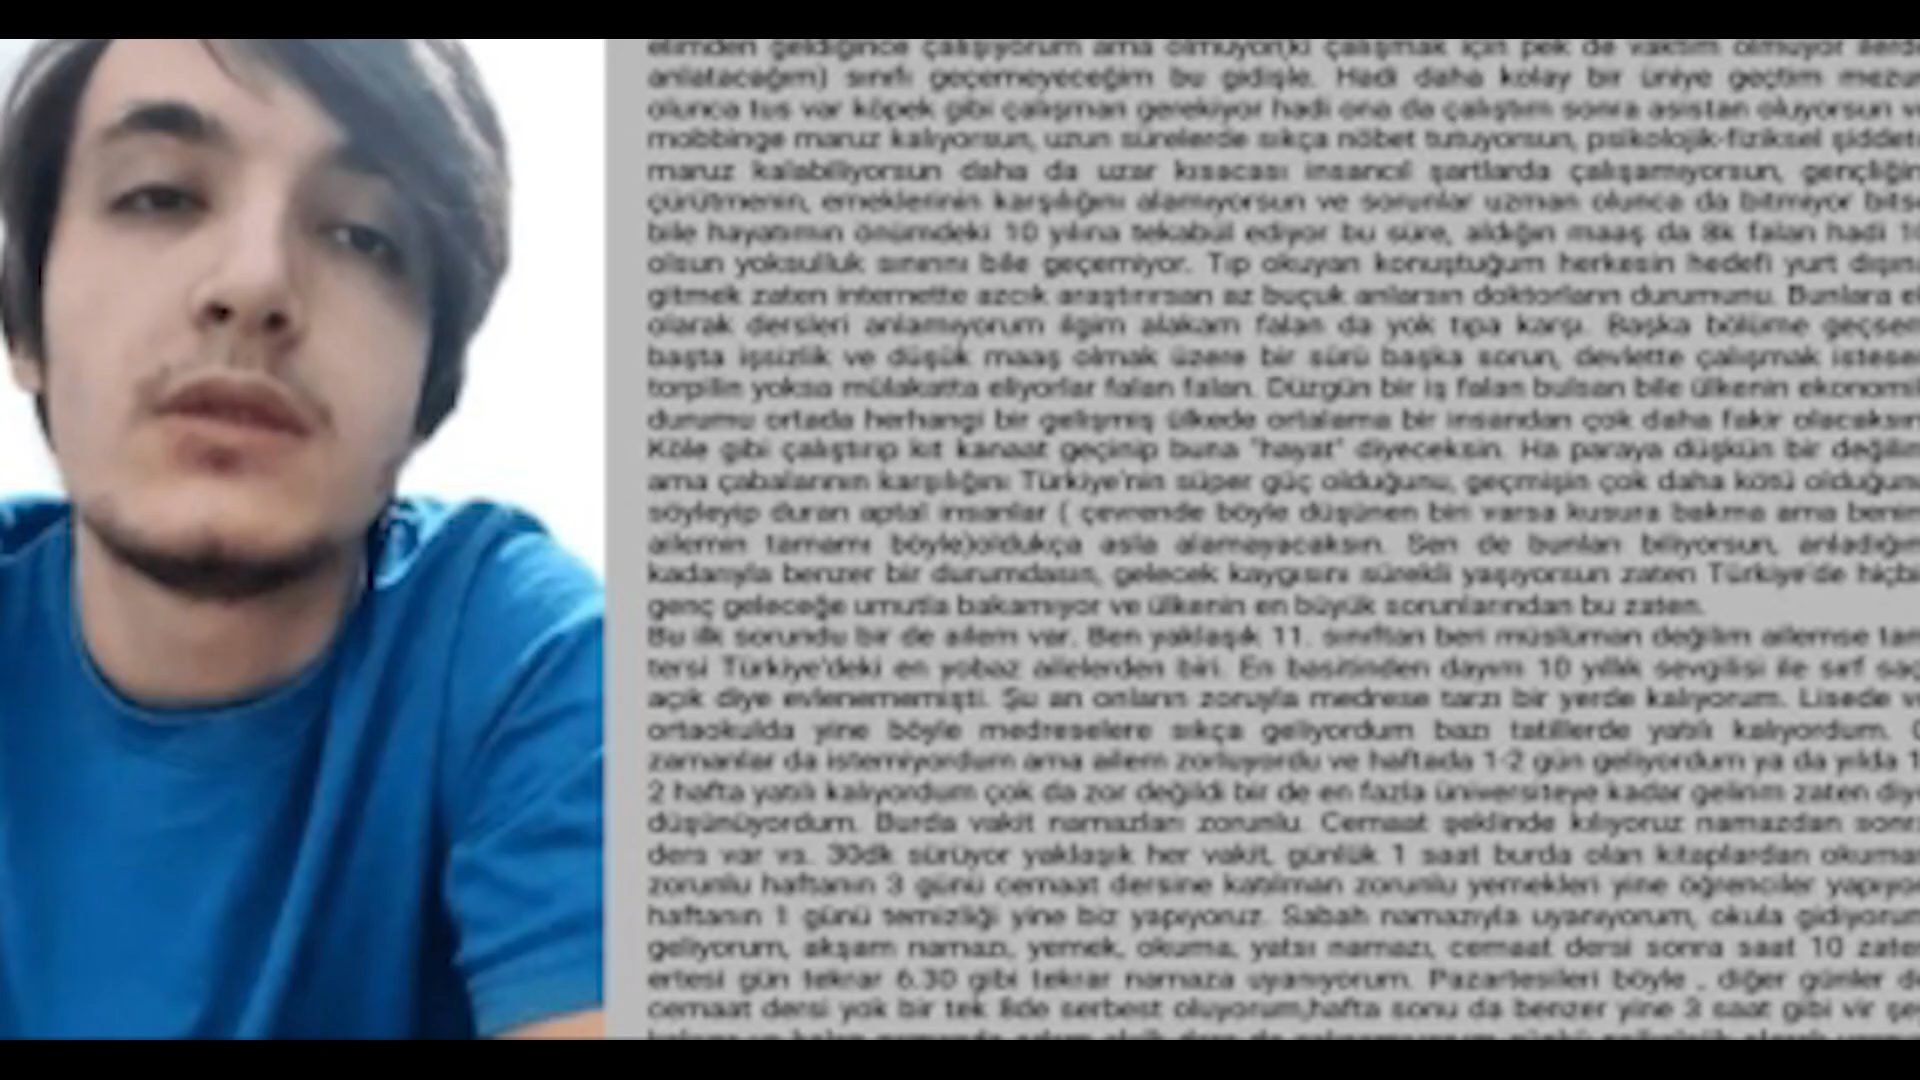 elimden geldiğince çalışıyorum ama olmuyor(ki çalışmak için pek de vaktim olmuyor ilerde
anlatacağım) sınıfı geçemeyeceğim bu gidişle. Hadi daha kolay bir üniye geçtim mezun
olunca tus var köpek gibi çalışman gerekiyor hadi ona da çalıştım sonra asistan oluyorsun
mobbinge maruz kalıyorsun, uzun sürelerde sıkça nöbet tutuyorsun, psikolojik-fiziksel şiddete
maruz kalabiliyorsun daha da uzar kısacası insancıl şartlarda çalışamıyorsun, gençliğin
çürütmenin, emeklerinin karşılığını alamıyorsun ve sorunlar uzman olunca da bitmiyor bitse
bile hayatımın önümdeki 10 yılına tekabül ediyor bu süre, aldığın maaş da 8k falan hadi
olsun yoksulluk sınırını bile geçemiyor. Tıp okuyan konuştuğum herkesin hedefi yurt dışına
gitmek zaten internette azcık araştırırsan az buçuk anlarsın doktorların durumunu. Bunlara
olarak dersleri anlamıyorum ilgim alakam falan da yok tıpa karşı. Başka bölüme geçsem
başta işsizlik ve düşük maaş olmak üzere bir sürü başka sorun, devlette çalışmak istesen
torpilin yoksa mülakatta eliyorlar falan falan. Düzgün bir iş falan bulsan bile ülkenin ekonomik
durumu ortada herhangi bir gelişmiş ülkede ortalama bir insandan çok daha fakir olacaksın
Köle gibi çalıştırıp kıt kanaat geçinip buna "hayat" diyeceksin. Ha paraya düşkün bir değilim
ama çabalarının karşılığını Türkiye'nin süper güç olduğunu, geçmişin çok daha kötü olduğunu
söyleyip duran aptal insanlar ( çevrende böyle düşünen biri varsa kusura bakma ama benim
ailemin tamamı böyle)oldukça asla alamayacaksın. Sen de bunları biliyorsun, anladığım
kadarıyla benzer bir durumdasın, gelecek kaygısını sürekli yaşıyorsun zaten Türkiye'de hiçbir
genç geleceğe umutla bakamıyor ve ülkenin en büyük sorunlarından bu zaten.
Bu ilk sorundu bir de ailem var. Ben yaklaşık 11. sınıftan beri müslüman değilim ailemse tam
tersi Türkiye'deki en yobaz ailelerden biri. En basitinden dayım 10 yıllık sevgilisi ile sırf saçı
açık diye evlenememişti. Şu an onların zoruyla medrese tarzı bir yerde kalıyorum. Lisede
ortaokulda yine böyle medreselere sıkça geliyordum bazı tatillerde yatılı kalıyordum.
zamanlar da istemiyordum ama ailem zorluyordu ve haftada 1-2 gün geliyordum ya da yılda 1
2 hafta yatılı kalıyordum çok da zor değildi bir de en fazla üniversiteye kadar gelirim zaten diye
düşünüyordum. Burda vakit namazları zorunlu. Cemaat şeklinde kılıyoruz namazdan sonra
ders var vs. 30dk sürüyor yaklaşık her vakit, günlük 1 saat burda olan kitaplardan okuman
zorunlu haftanın 3 günü cemaat dersine katılman zorunlu yemekleri yine öğrenciler yapıyor
haftanın 1 günü temizliği yine biz yapıyoruz. Sabah namazıyla uyanıyorum, okula gidiyorum
geliyorum, akşam namazı, yemek, okuma, yatsı namazı, cemaat dersi sonra saat 10 zaten
ertesi gün tekrar 6.30 gibi tekrar namaza uyanıyorum. Pazartesileri böyle , diğer günler de
cemaat dersi yok bir tek 8de serbest oluyorum,hafta sonu da benzer yine 3 saat gibi vir şey